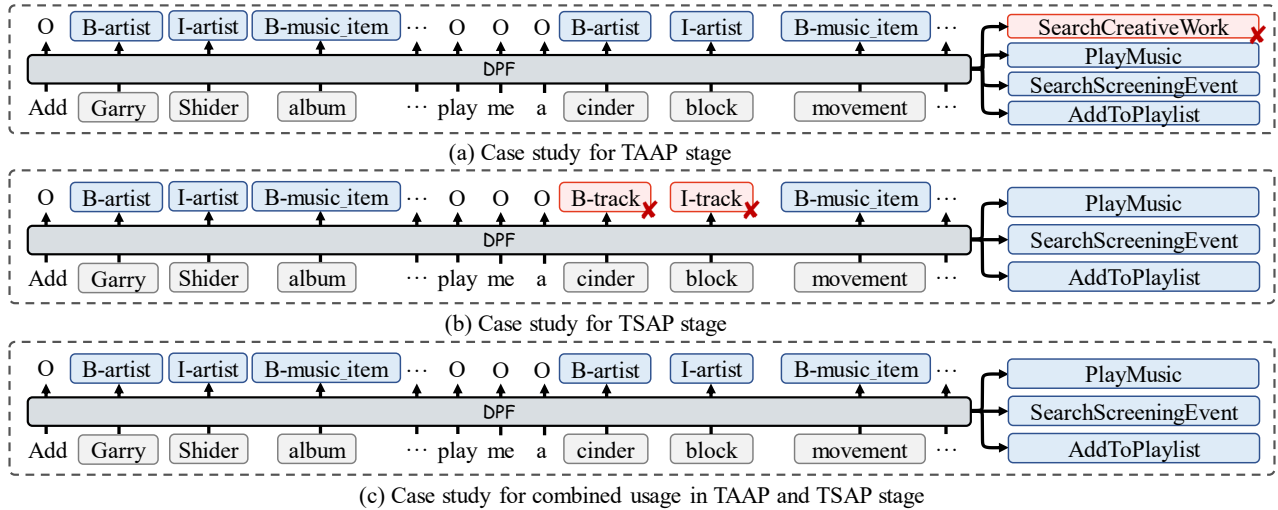 O B-artist I-artist B-music_item ··· O O O B-artist I-artist B-music_item ··· SearchCreativeWork
DPF PlayMusic
SearchScreeningEvent
Add Garry Shider album ··· play me a cinder block movement ··· AddToPlaylist
(a) Case study for TAAP stage
O B-artist I-artist B-music_item ··· O O O B-track I-track B-music_item ··· PlayMusic
DPF SearchScreeningEvent
Add Garry Shider album ··· play me a cinder block movement ··· AddToPlaylist
(b) Case study for TSAP stage
O B-artist I-artist B-music_item ··· O O O B-artist I-artist B-music_item ··· PlayMusic
DPF SearchScreeningEvent
Add Garry Shider album ··· play me a cinder block movement ··· AddToPlaylist
(c) Case study for combined usage in TAAP and TSAP stage